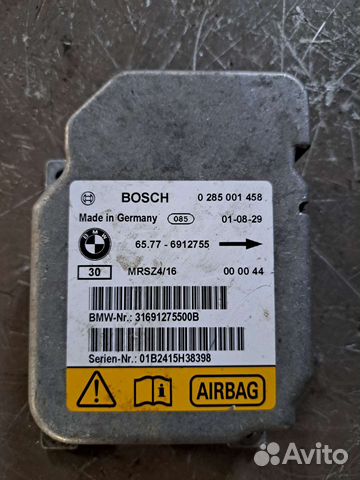 BOSCH 0 285 001 458
Made in Germany 085 01-08-29
BMW 65.77 - 6912755
30 MRSZ4/16 00 00 44
BMW-Nr.: 31691275500B
Serien-Nr.: 01B2415H38398
AIRBAG
Avito